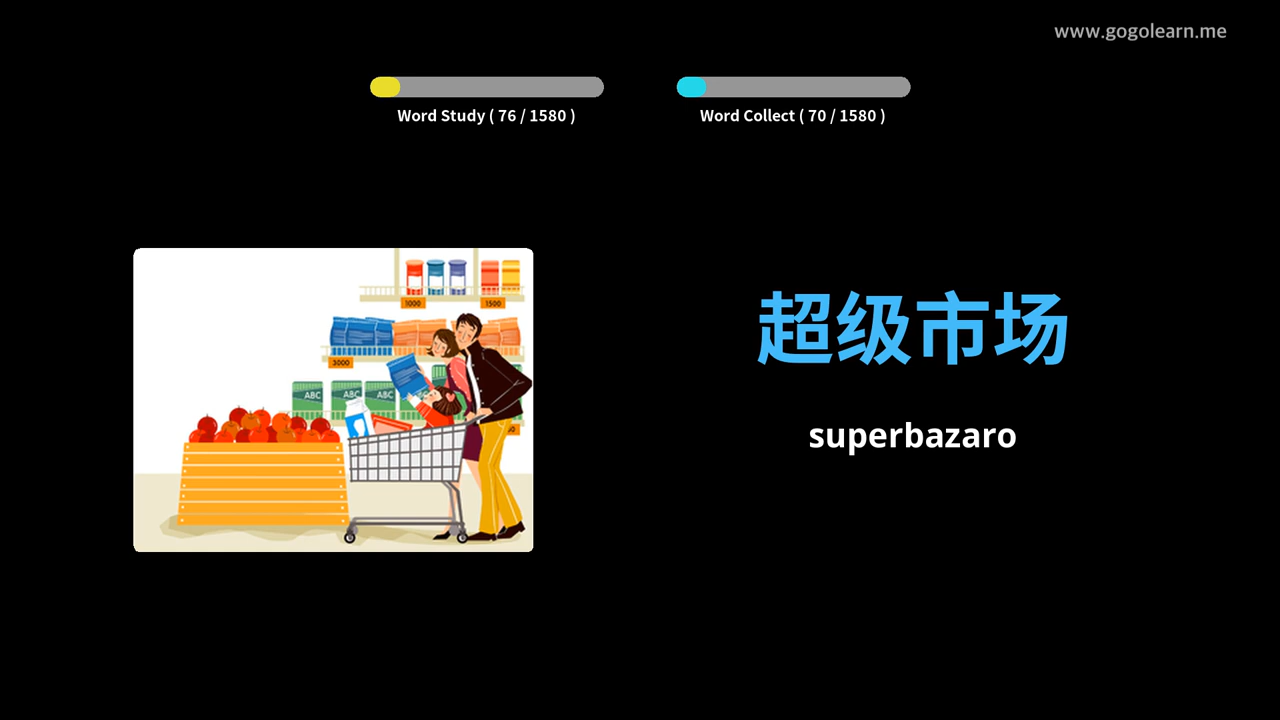 www.gogolearn.me
Word Study ( 76 / 1580 )
Word Collect ( 70 / 1580 )
1000
1500
3000
ABC
ABC
ABC
超级市场
superbazaro